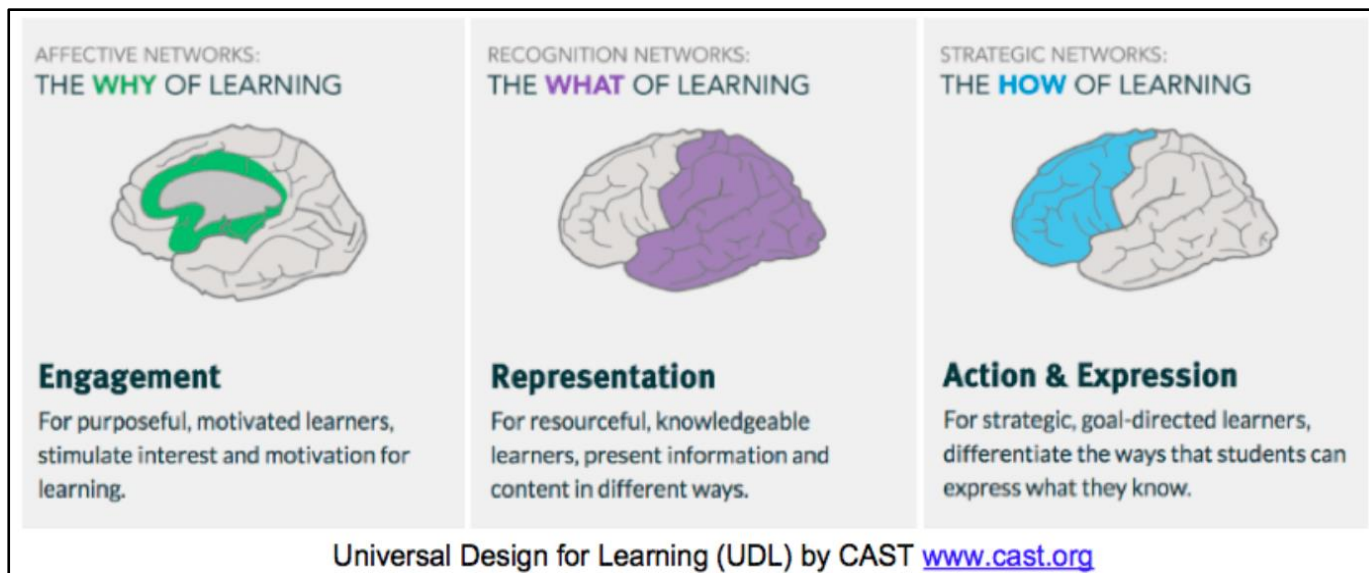 AFFECTIVE NETWORKS:
THE WHY OF LEARNING
Engagement
For purposeful, motivated learners,
stimulate interest and motivation for
learning.
RECOGNITION NETWORKS:
THE WHAT OF LEARNING
Representation
For resourceful, knowledgeable
learners, present information and
content in different ways.
STRATEGIC NETWORKS:
THE HOW OF LEARNING
Action & Expression
For strategic, goal-directed learners,
differentiate the ways that students can
express what they know.
Universal Design for Learning (UDL) by CAST www.cast.org